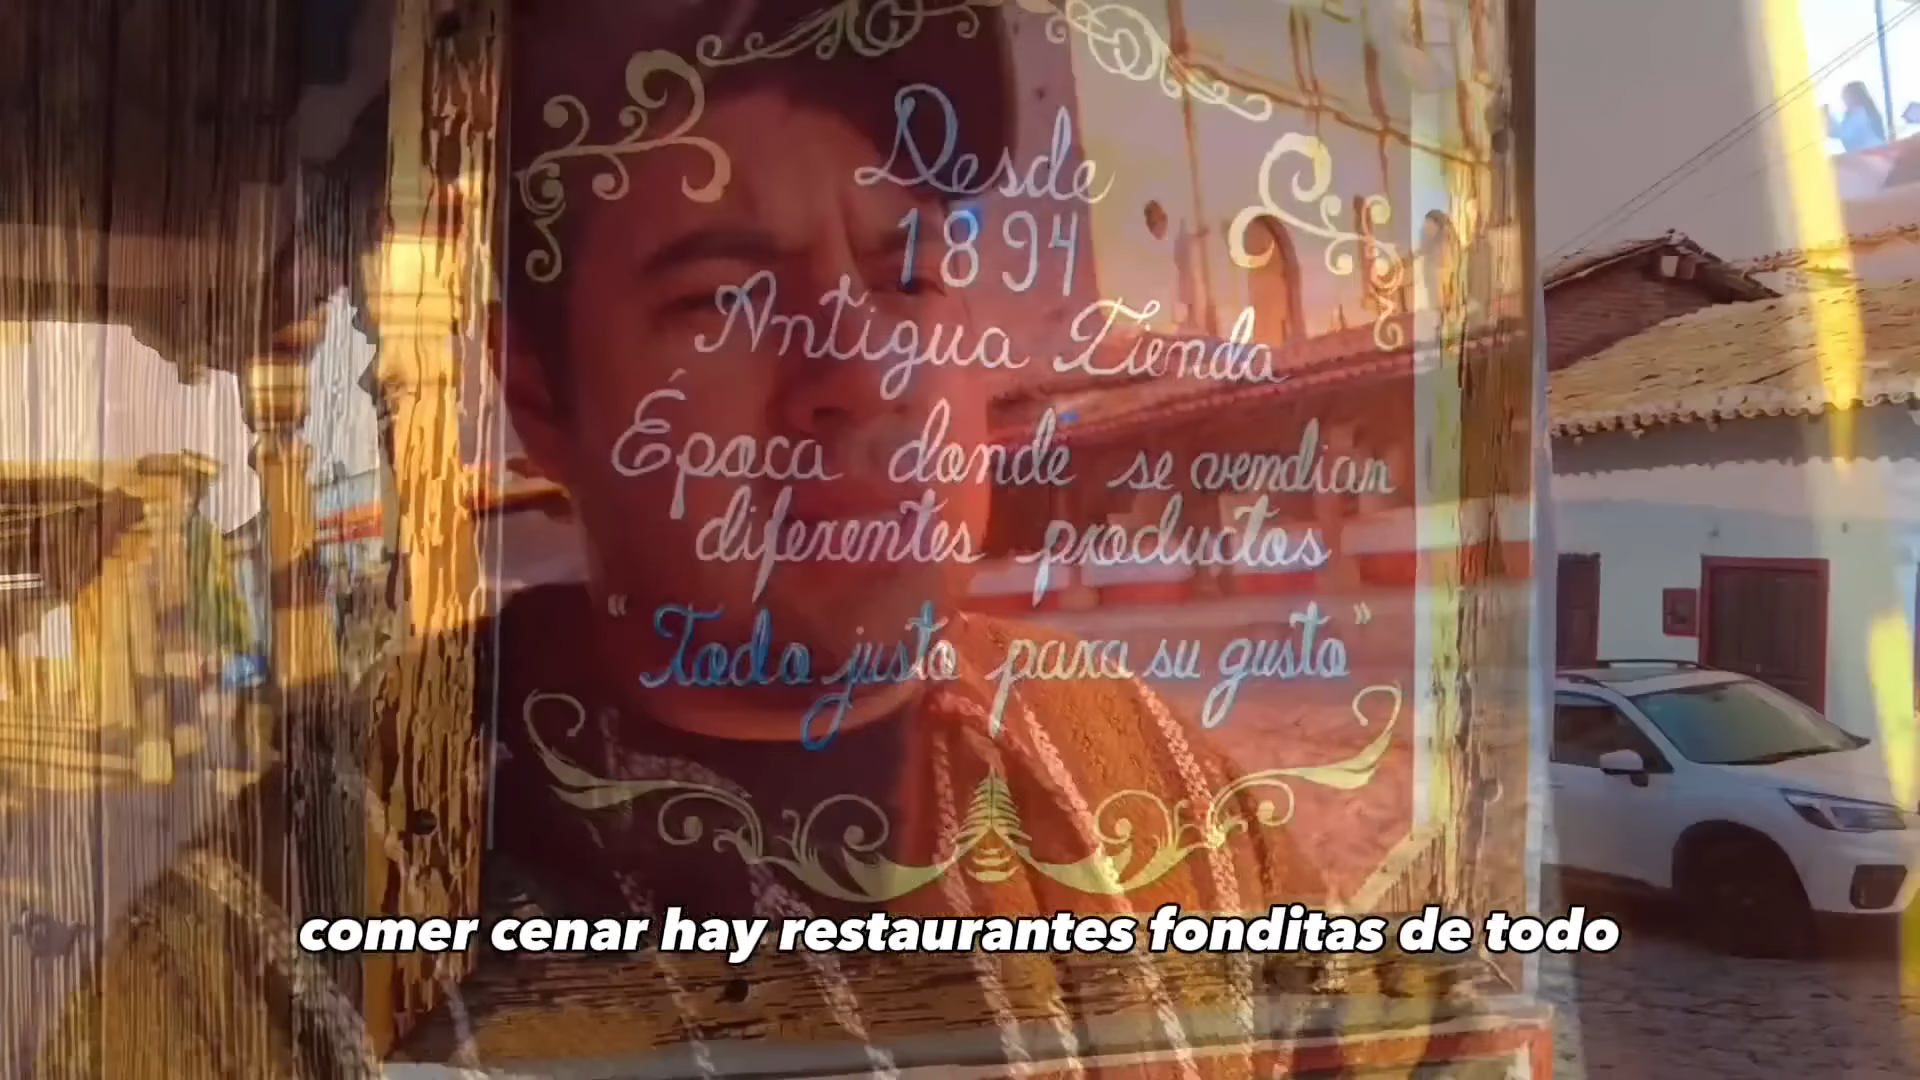 Desde
1894
Antigua Tienda
Época donde se vendian
diferentes productos
"Todo justo para su gusto"
comer cenar hay restaurantes fonditas de todo